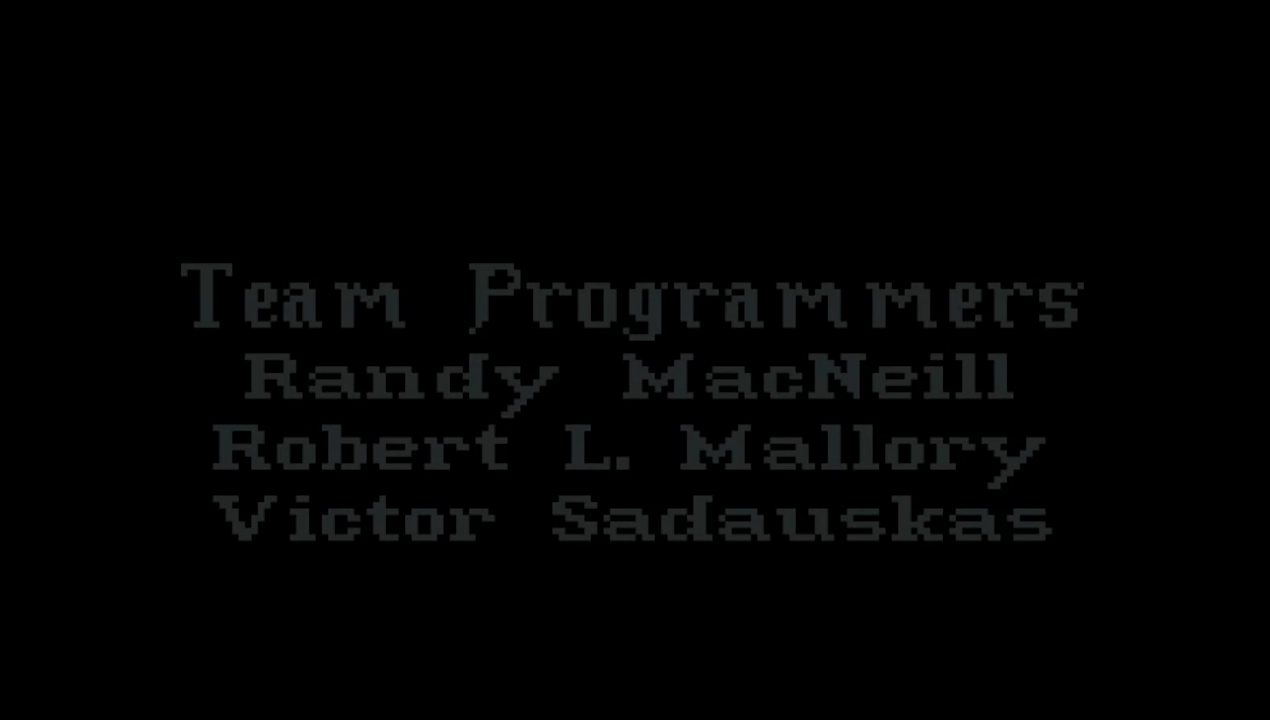 Team Programmers
Randy MacNeill
Robert L. Mallory
Victor Sadauskas